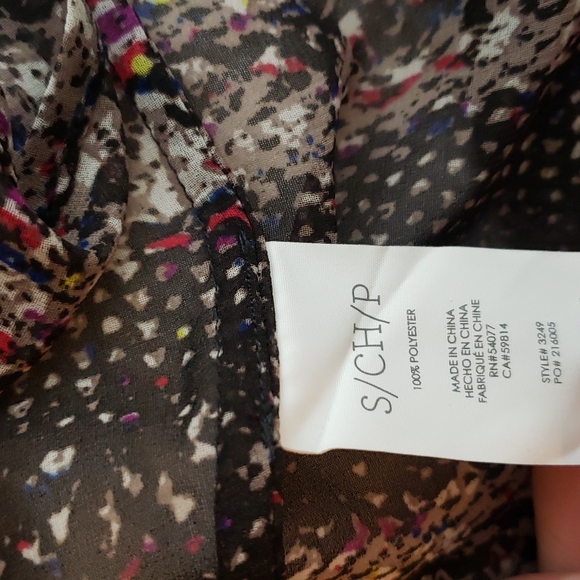 S/CH/P
100% POLYESTER
MADE IN CHINA
HECHO EN CHINA
FABRIQUÉ EN CHINE
RN#54077
CA#59814
STYLE# 3249
PO# 216005